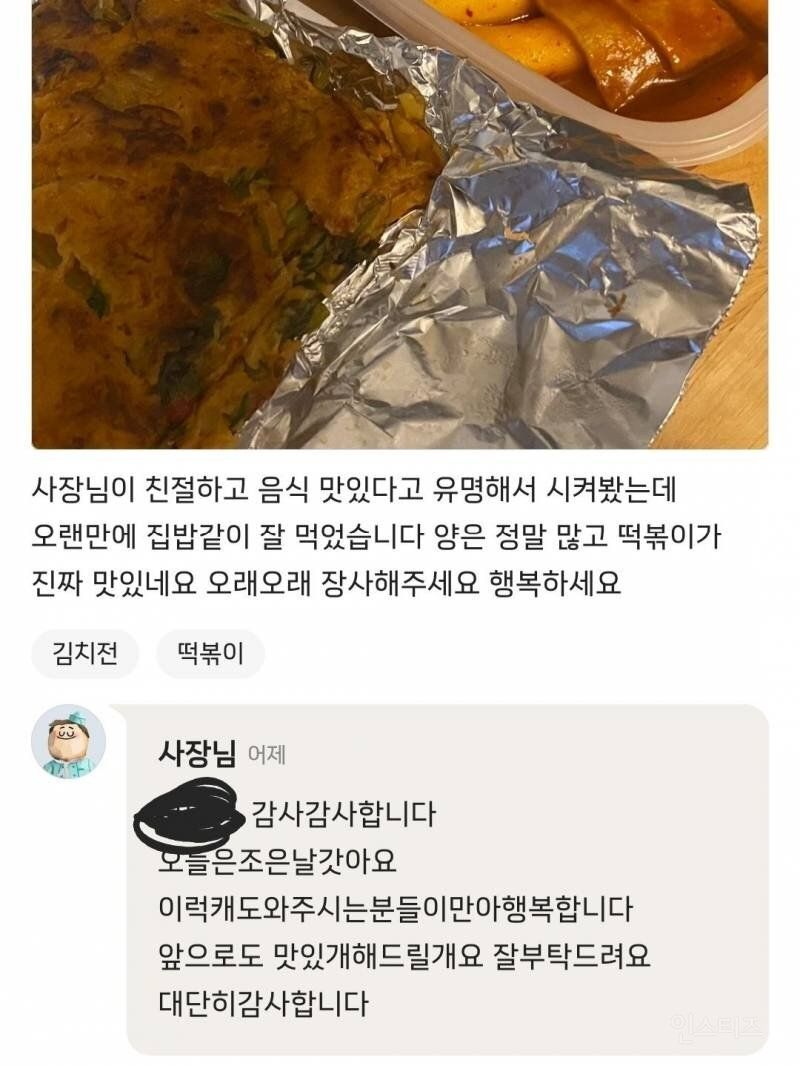 사장님이 친절하고 음식 맛있다고 유명해서 시켜봤는데
오랜만에 집밥같이 잘 먹었습니다 양은 정말 많고 떡볶이가
진짜 맛있네요 오래오래 장사해주세요 행복하세요
김치전
떡볶이
사장님 어제
감사감사합니다
오늘은조은날갓아요
이럭캐도와주시는분들이만아행복합니다
앞으로도 맛있개해드릴개요 잘부탁드려요
대단히감사합니다
인스티즈